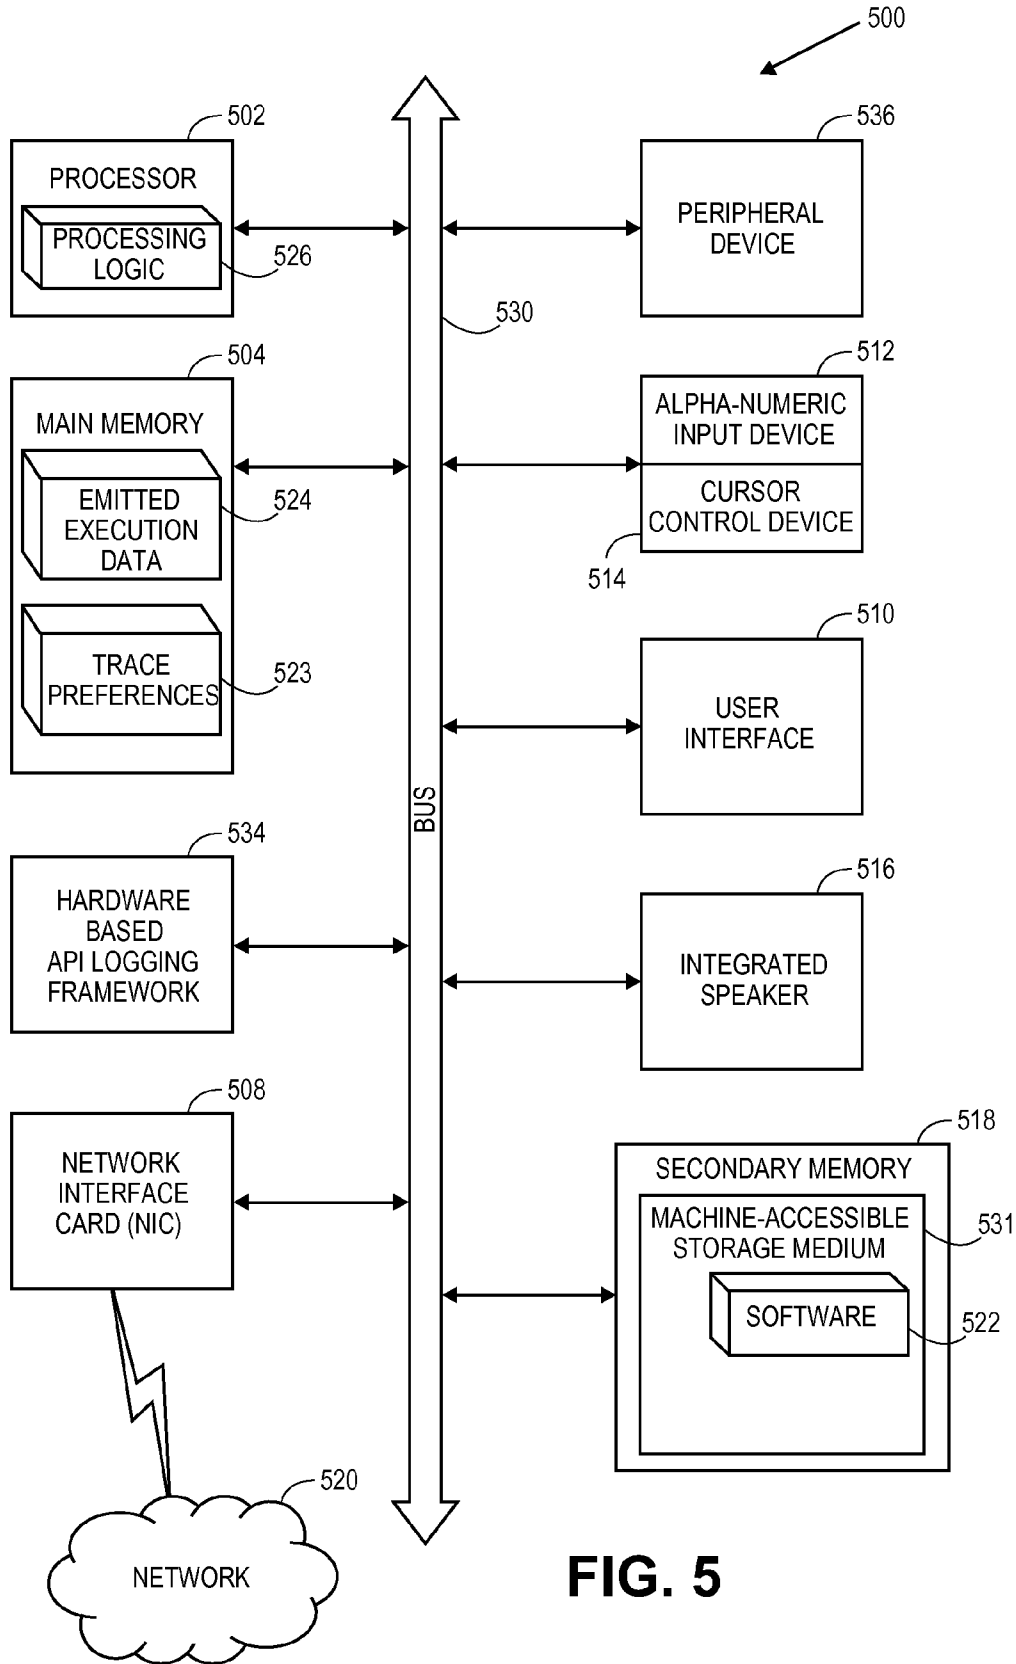 500
502
PROCESSOR
PROCESSING
LOGIC
526
536
PERIPHERAL
DEVICE
530
504
MAIN MEMORY
EMITTED
EXECUTION
DATA
524
TRACE
PREFERENCES
523
512
ALPHA-NUMERIC
INPUT DEVICE
CURSOR
CONTROL DEVICE
514
510
USER
INTERFACE
BUS
534
HARDWARE
BASED
API LOGGING
FRAMEWORK
516
INTEGRATED
SPEAKER
508
NETWORK
INTERFACE
CARD (NIC)
518
SECONDARY MEMORY
MACHINE-ACCESSIBLE
STORAGE MEDIUM
531
SOFTWARE
522
520
NETWORK
FIG. 5